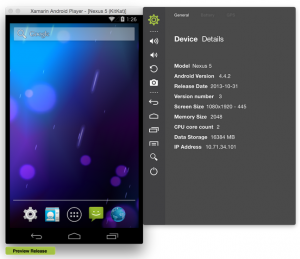 Xamarin Android Player - [Nexus 5 (KitKat)]
1:26
Google
General
Device Details
Model Nexus 5
Android Version 4.4.2
Release Date 2013-10-31
Version number 3
Screen Size 1080x1920 - 445
Memory Size 2048
CPU core count 2
Data Storage 16384 MB
IP Address 10.71.34.101
Preview Release